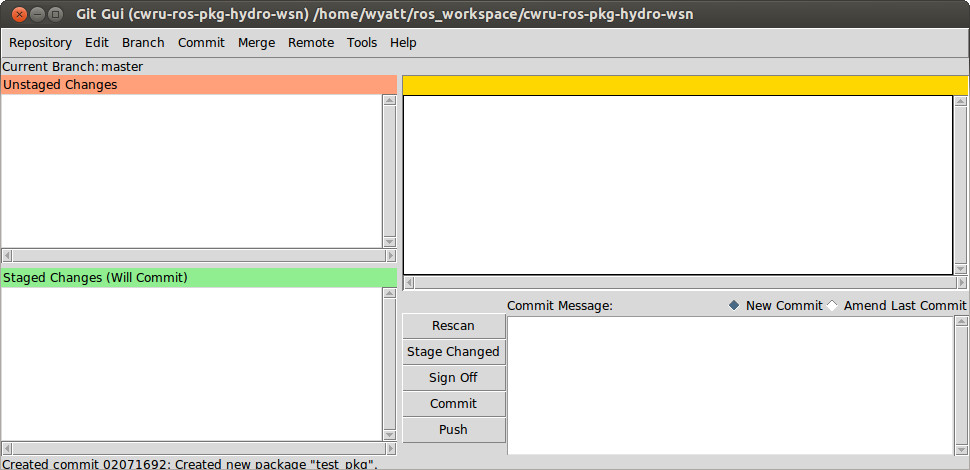 Git Gui (cwru-ros-pkg-hydro-wsn) /home/wyatt/ros_workspace/cwru-ros-pkg-hydro-wsn
Repository Edit Branch Commit Merge Remote Tools Help
Current Branch: master
Unstaged Changes
Staged Changes (Will Commit)
Commit Message: New Commit Amend Last Commit
Rescan
Stage Changed
Sign Off
Commit
Push
Created commit 02071692: Created new package "test_pkg".